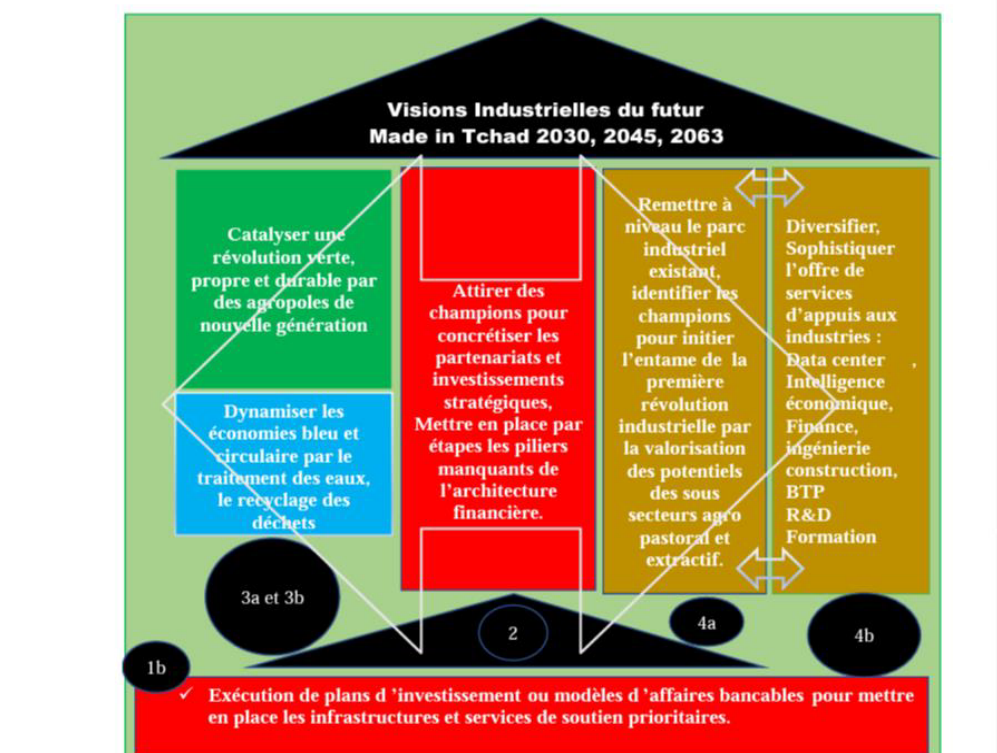 Visions Industrielles du futur
Made in Tchad 2030, 2045, 2063
Catalyser une
révolution verte,
propre et durable par
des agropoles de
nouvelle génération
Dynamiser les
économies bleu et
circulaire par le
traitement des eaux,
le recyclage des
déchets
3a et 3b
Attirer des
champions pour
concrétiser les
partenariats et
investissements
stratégiques,
Mettre en place par
étapes les piliers
manquants de
l’architecture
financière.
2
Remettre à
niveau le parc
industriel
existant,
identifier les
champions
pour initier
l’entame de la
première
révolution
industrielle par
la valorisation
des potentiels
des sous
secteurs agro
pastoral et
extractif.
4a
Diversifier,
Sophistiquer
l’offre de
services
d’appuis aux
industries :
Data center ,
Intelligence
économique,
Finance,
ingénierie
construction,
BTP
R&D
Formation
4b
1b
✓ Exécution de plans d ’investissement ou modèles d ’affaires bancables pour mettre
en place les infrastructures et services de soutien prioritaires.